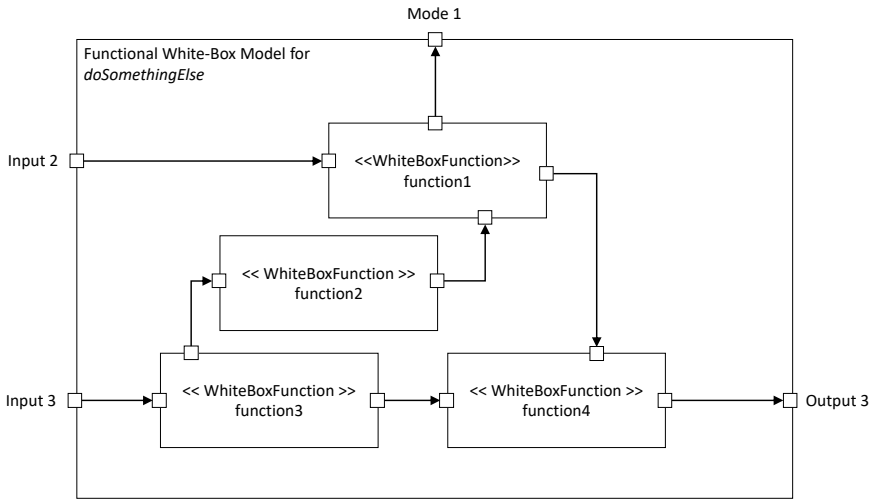 Mode 1
Functional White-Box Model for
doSomethingElse
Input 2
<<WhiteBoxFunction>>
function1
<< WhiteBoxFunction >>
function2
Input 3
<< WhiteBoxFunction >>
function3
<< WhiteBoxFunction >>
function4
Output 3